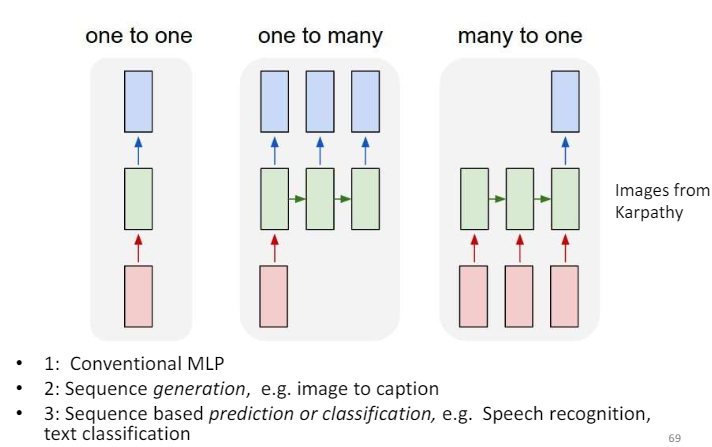 one to one
one to many
many to one
Images from
Karpathy
• 1: Conventional MLP
• 2: Sequence generation, e.g. image to caption
• 3: Sequence based prediction or classification, e.g. Speech recognition,
text classification
69